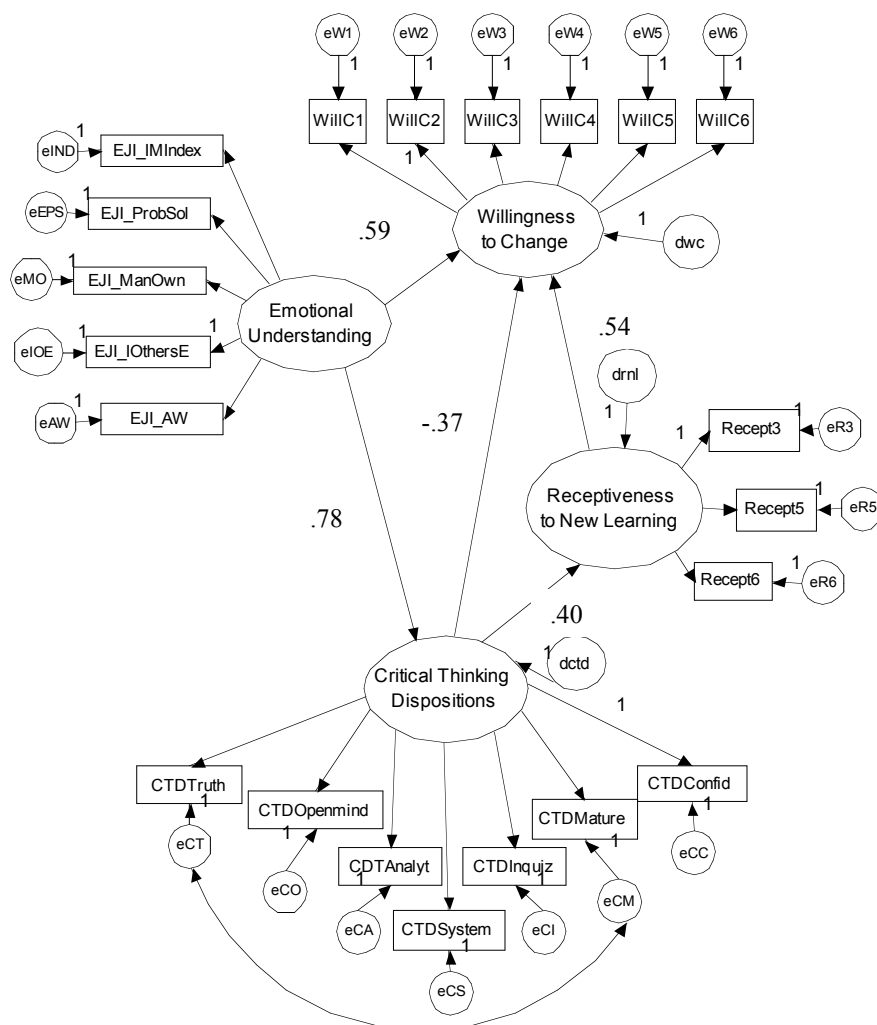 eW1 eW2 eW3 eW4 eW5 eW6
1 1 1 1 1 1
WillC1 WillC2 WillC3 WillC4 WillC5 WillC6
1
eIND 1 EJI_IMIndex
eEPS 1 EJI_ProbSol
eMO 1 EJI_ManOwn
eIOE 1 EJI_IOthersE 1
eAW 1 EJI_AW
Willingness
to Change
1 dwc
.59
Emotional
Understanding
.54
drnl
1
-.37
.78
Receptiveness
to New Learning
1 Recept3 1 eR3
Recept5 1 eR5
Recept6 1 eR6
.40
1 dctd
Critical Thinking
Dispositions
1
CTDTruth 1
CTDOpenmind 1
CDTAnalyt 1
CTDSystem 1
CTDInquiz 1
CTDMature 1
CTDConfid 1
eCT
eCO
eCA
eCS
eCI
eCM
eCC